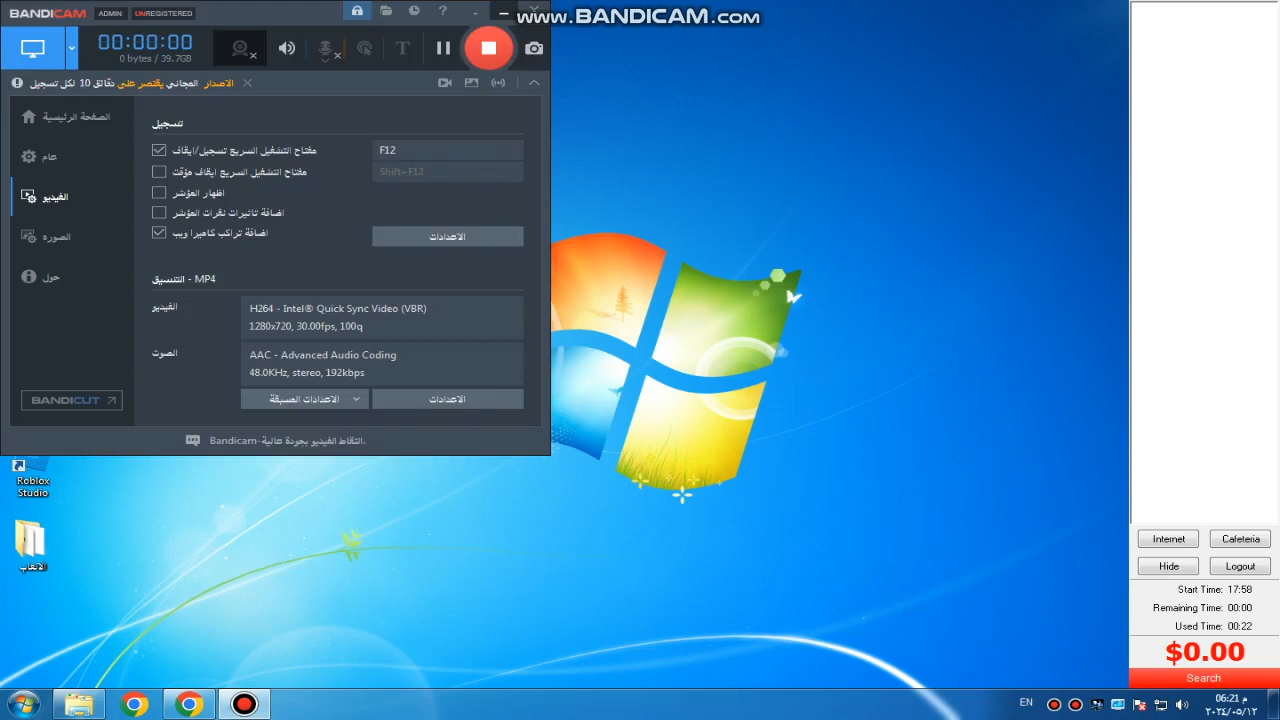 BANDICAM ADMIN UNREGISTERED
www.BANDICAM.com
00:00:00
0 bytes / 39.7GB
T
الاصدار المجاني يقتصر على 10 دقائق لكل تسجيل
الصفحة الرئيسية
عام
الفيديو
الصوره
حول
BANDICUT
تسجيل
مفتاح التشغيل السريع تسجيل/ايقاف
F12
مفتاح التشغيل السريع ايقاف مؤقت
Shift+F12
اظهار المؤشر
اضافة تاثيرات نقرات المؤشر
اضافة تراكب كاميرا ويب
الاعدادات
التنسيق - MP4
الفيديو
H264 - Intel® Quick Sync Video (VBR)
1280x720, 30.00fps, 100q
الصوت
AAC - Advanced Audio Coding
48.0KHz, stereo, 192kbps
الاعدادات المسبقة
الاعدادات
Bandicam-التقاط الفيديو بجودة عالية.
Roblox
Studio
الالعاب
Internet
Cafeteria
Hide
Logout
Start Time: 17:58
Remaining Time: 00:00
Used Time: 00:22
$0.00
Search
EN
06:21 م
٢٠٢٤/٠٥/١٢